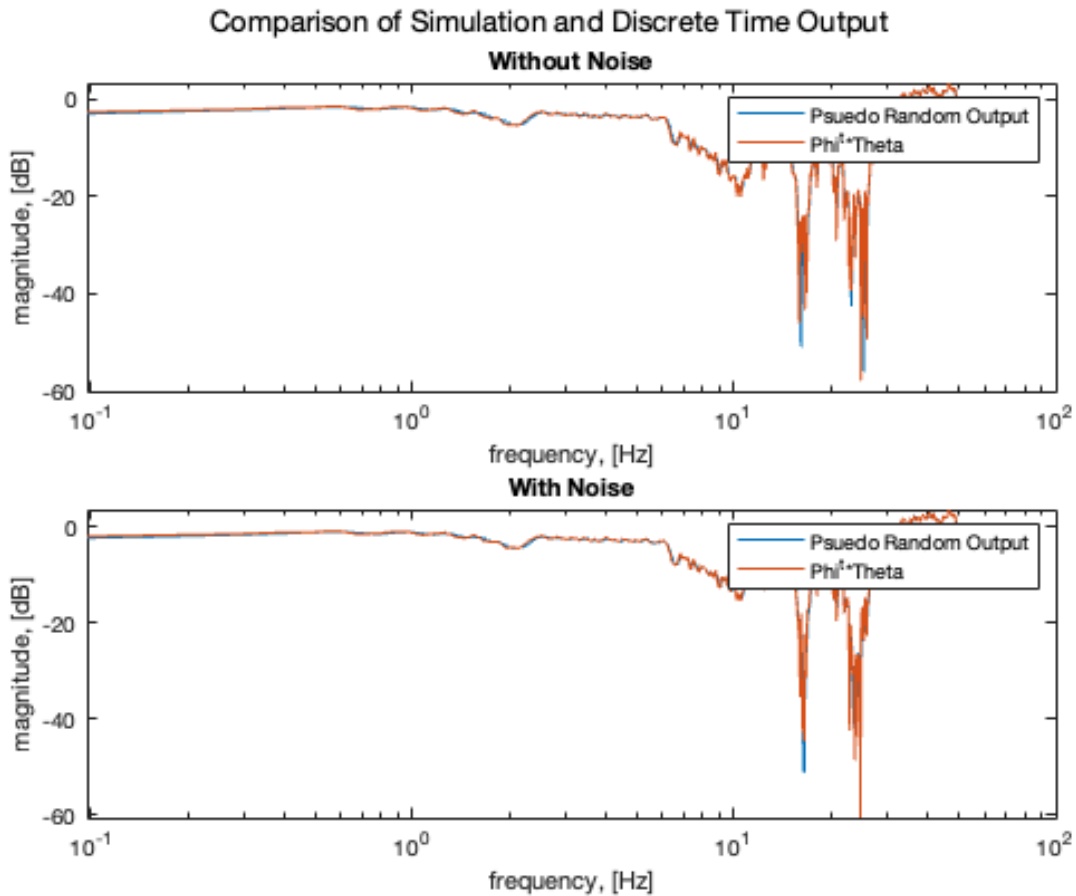 Comparison of Simulation and Discrete Time Output
Without Noise
0
-20
-40
-60
magnitude, [dB]
Psuedo Random Output
Phi^t*Theta
10^-1
10^0
10^1
10^2
frequency, [Hz]
With Noise
0
-20
-40
-60
magnitude, [dB]
Psuedo Random Output
Phi^t*Theta
10^-1
10^0
10^1
10^2
frequency, [Hz]